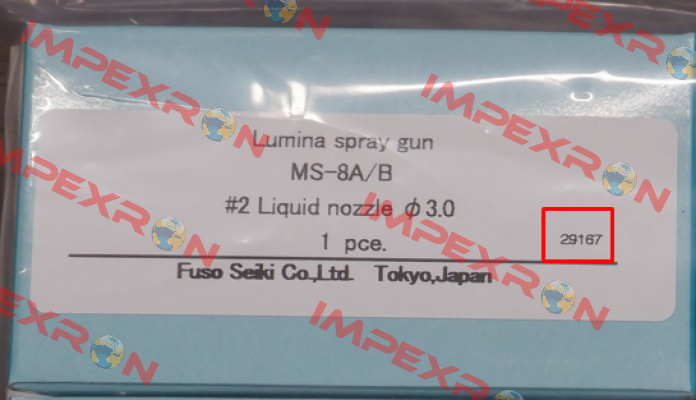 IMPEXRON
IMPEXRON
IMPEXRON
Lumina spray gun
MS-8A/B
#2 Liquid nozzle φ3.0
1 pce. 29167
Fuso Seiki Co.,Ltd. Tokyo,Japan
IMPEXRON
IMPEXRON